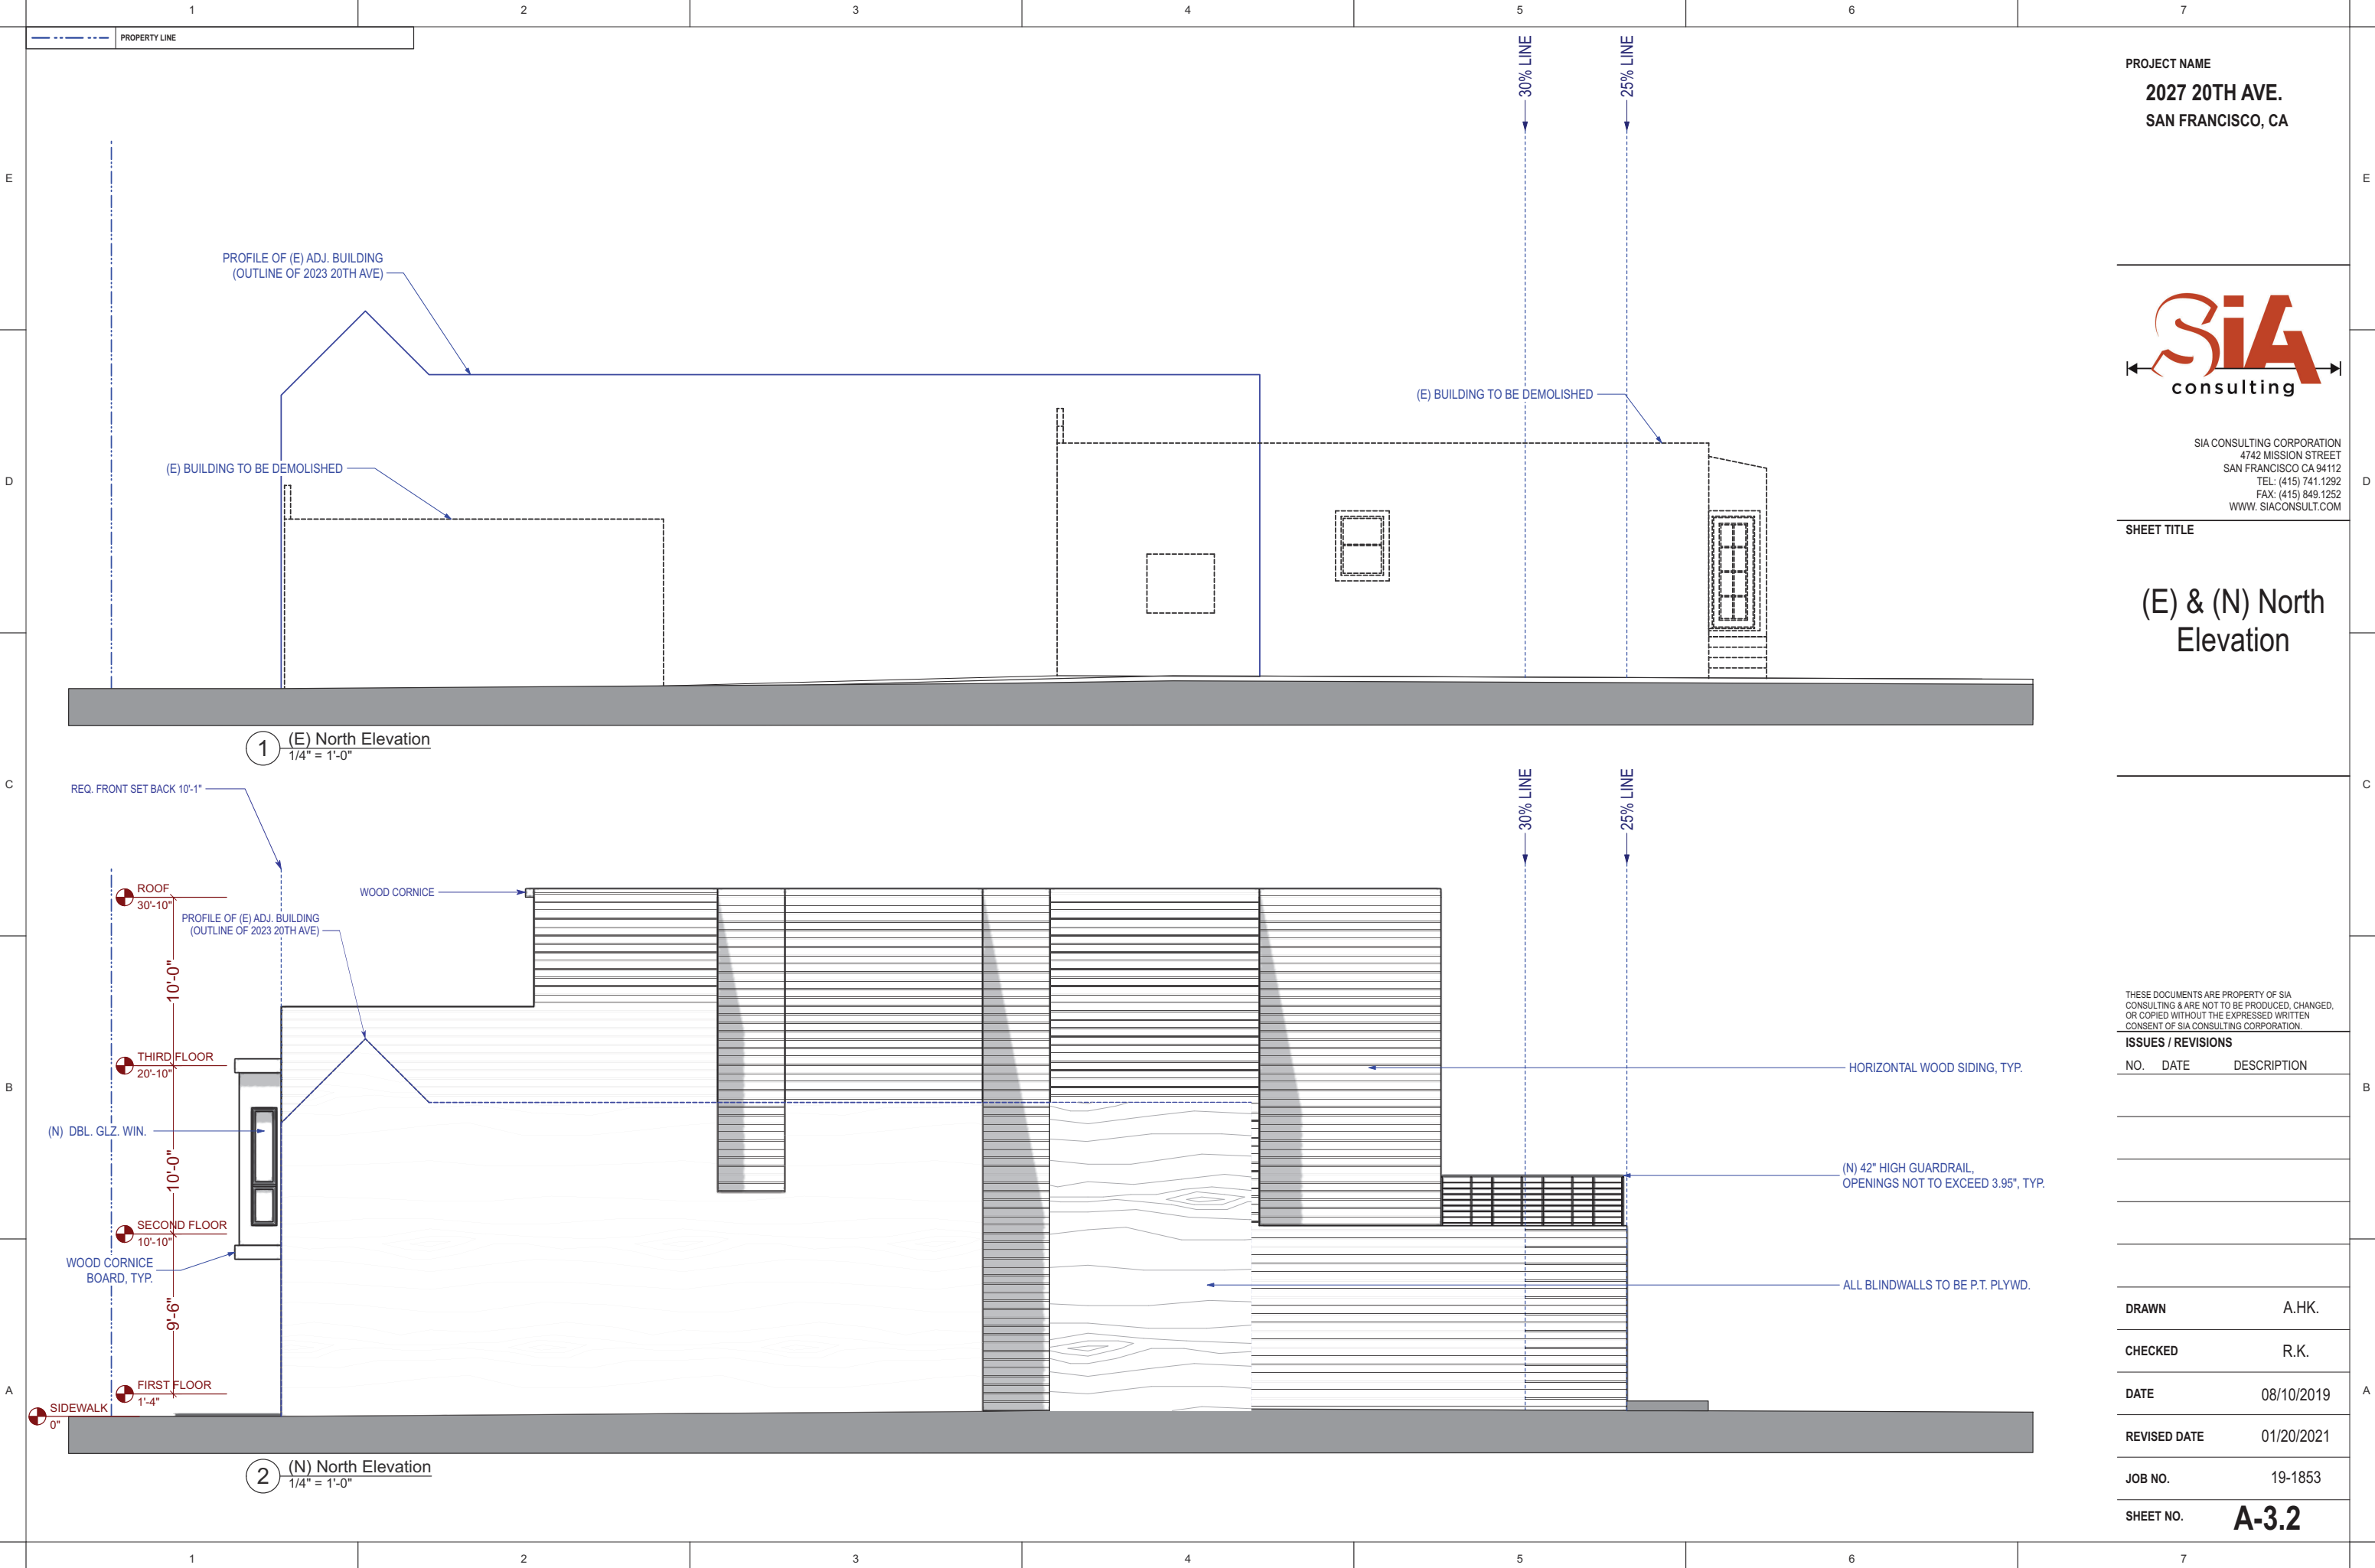 1 2 3 4 5 6 7
PROPERTY LINE
30% LINE
25% LINE
E
E
PROFILE OF (E) ADJ. BUILDING
(OUTLINE OF 2023 20TH AVE)
(E) BUILDING TO BE DEMOLISHED
(E) BUILDING TO BE DEMOLISHED
D
D
1
(E) North Elevation
1/4" = 1'-0"
C
C
REQ. FRONT SET BACK 10'-1"
30% LINE
25% LINE
ROOF
30'-10"
WOOD CORNICE
PROFILE OF (E) ADJ. BUILDING
(OUTLINE OF 2023 20TH AVE)
10'-0"
THIRD FLOOR
20'-10"
HORIZONTAL WOOD SIDING, TYP.
B
B
(N) DBL. GLZ. WIN.
10'-0"
(N) 42" HIGH GUARDRAIL,
OPENINGS NOT TO EXCEED 3.95", TYP.
SECOND FLOOR
10'-10"
WOOD CORNICE
BOARD, TYP.
ALL BLINDWALLS TO BE P.T. PLYWD.
9'-6"
FIRST FLOOR
1'-4"
A
A
SIDEWALK
0"
2
(N) North Elevation
1/4" = 1'-0"
PROJECT NAME
2027 20TH AVE.
SAN FRANCISCO, CA
SiA
consulting
SIA CONSULTING CORPORATION
4742 MISSION STREET
SAN FRANCISCO CA 94112
TEL: (415) 741.1292
FAX: (415) 849.1252
WWW. SIACONSULT.COM
SHEET TITLE
(E) & (N) North
Elevation
THESE DOCUMENTS ARE PROPERTY OF SIA
CONSULTING & ARE NOT TO BE PRODUCED, CHANGED,
OR COPIED WITHOUT THE EXPRESSED WRITTEN
CONSENT OF SIA CONSULTING CORPORATION.
ISSUES / REVISIONS
NO. DATE DESCRIPTION
DRAWN A.HK.
CHECKED R.K.
DATE 08/10/2019
REVISED DATE 01/20/2021
JOB NO. 19-1853
SHEET NO. A-3.2
1 2 3 4 5 6 7